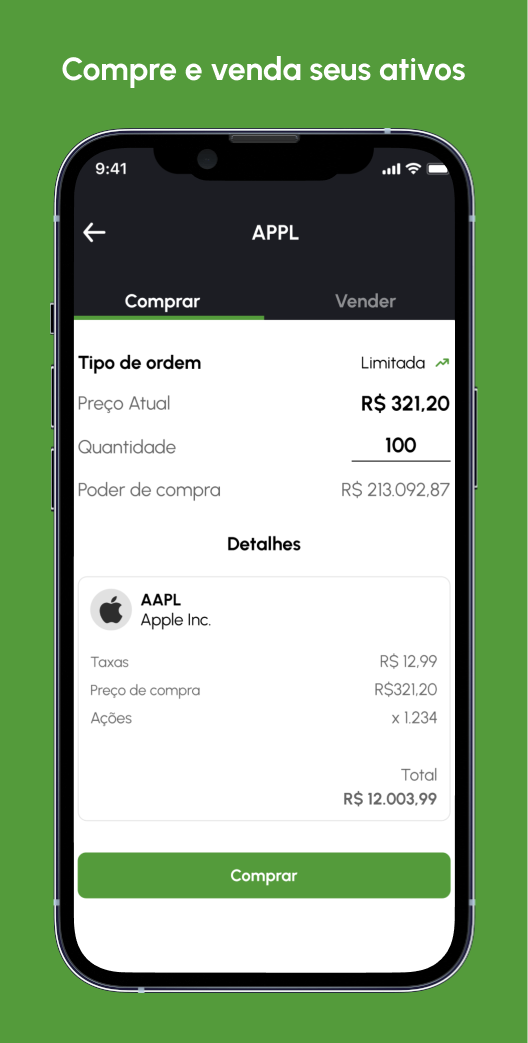 Compre e venda seus ativos
9:41
APPL
Comprar Vender
Tipo de ordem Limitada
Preço Atual R$ 321,20
Quantidade 100
Poder de compra R$ 213.092,87
Detalhes
AAPL
Apple Inc.
Taxas R$ 12,99
Preço de compra R$321,20
Ações x 1.234
Total
R$ 12.003,99
Comprar